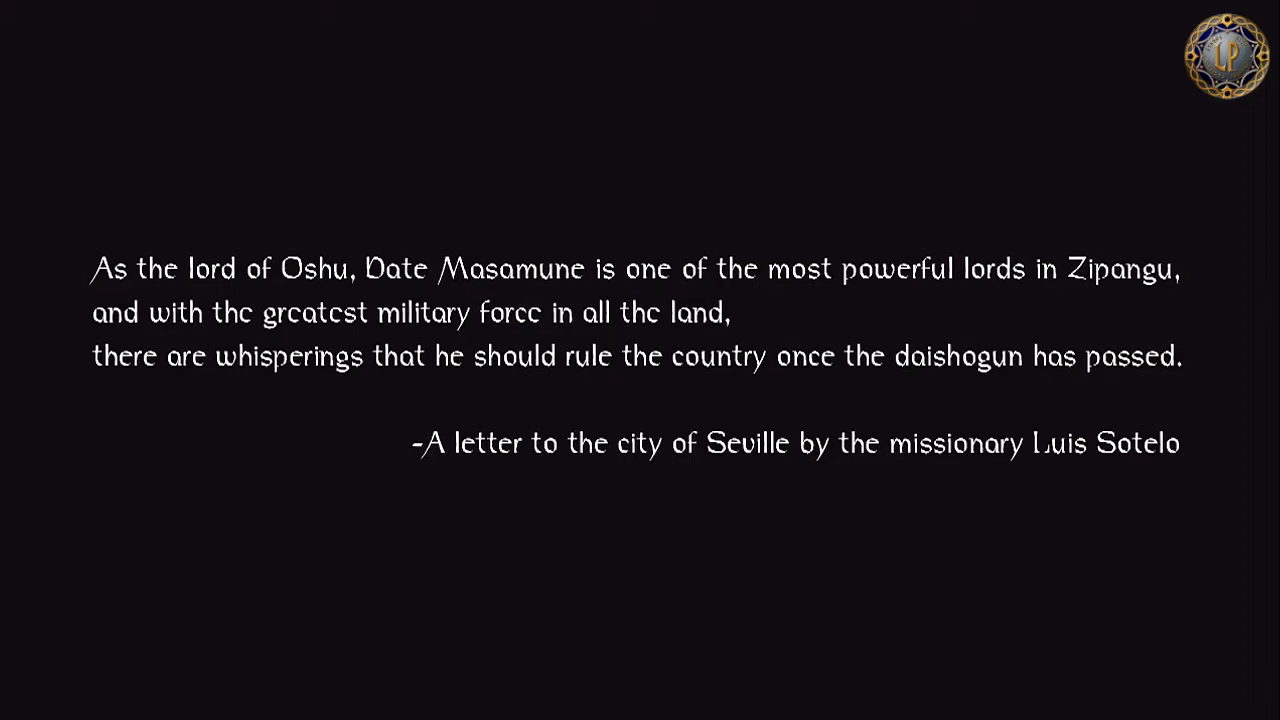 LP
As the lord of Oshu, Date Masamune is one of the most powerful lords in Zipangu,
and with the greatest military force in all the land,
there are whisperings that he should rule the country once the daishogun has passed.
-A letter to the city of Seville by the missionary Luis Sotelo